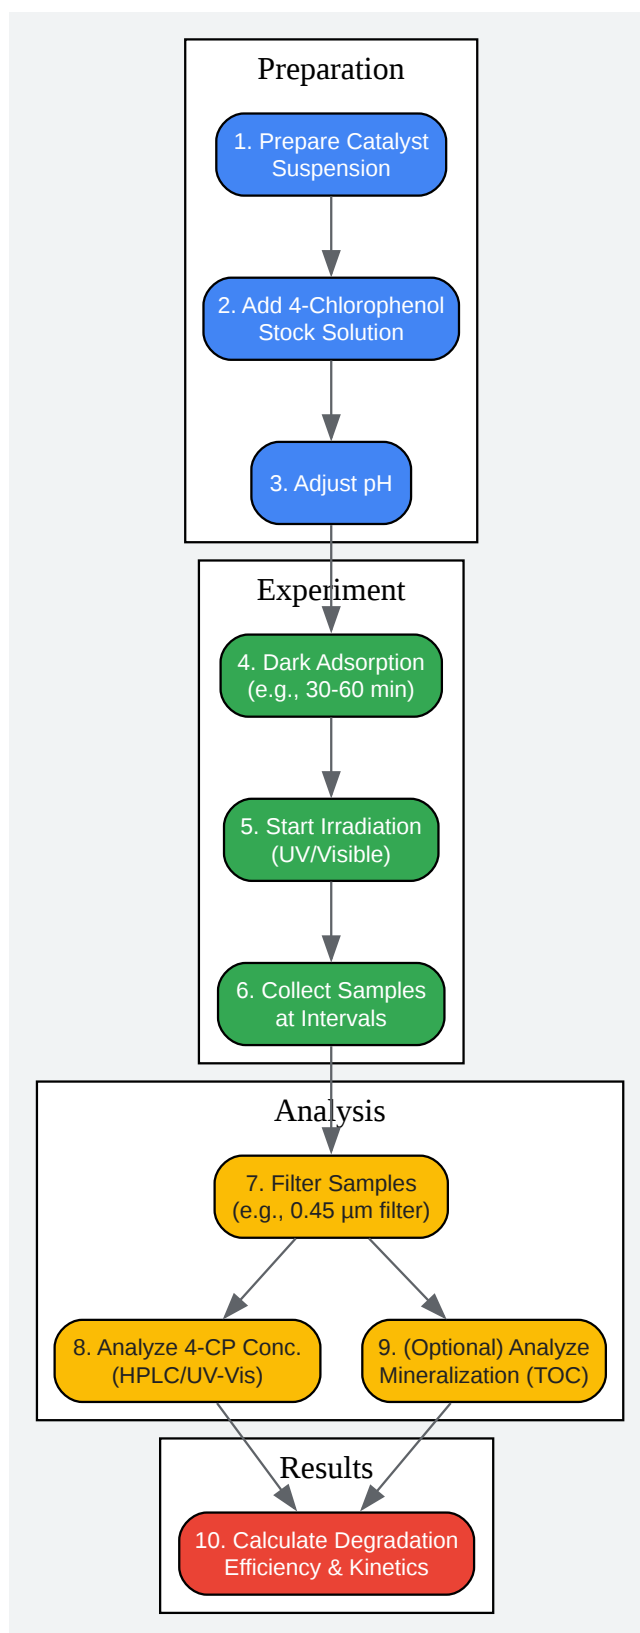 Preparation
1. Prepare Catalyst
Suspension
2. Add 4-Chlorophenol
Stock Solution
3. Adjust pH
Experiment
4. Dark Adsorption
(e.g., 30-60 min)
5. Start Irradiation
(UV/Visible)
6. Collect Samples
at Intervals
Analysis
7. Filter Samples
(e.g., 0.45 µm filter)
8. Analyze 4-CP Conc.
(HPLC/UV-Vis)
9. (Optional) Analyze
Mineralization (TOC)
Results
10. Calculate Degradation
Efficiency & Kinetics